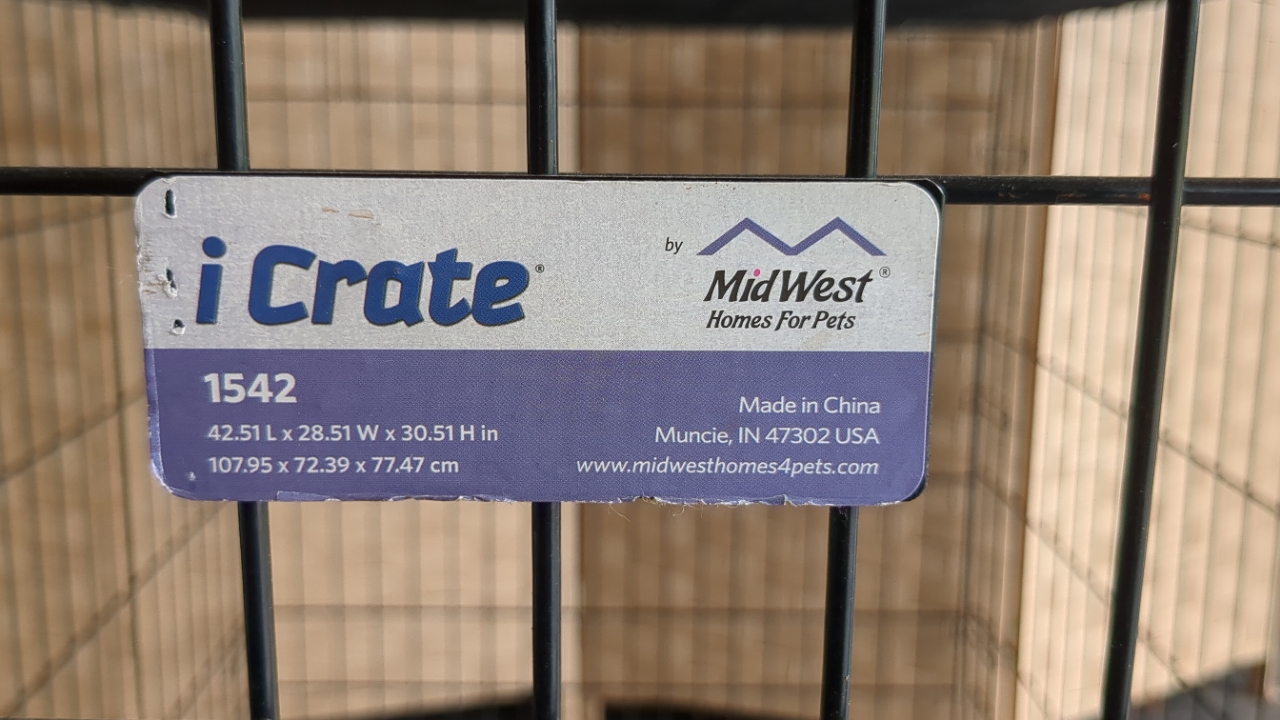 i Crate®
by
MidWest®
Homes For Pets
1542
42.51 L x 28.51 W x 30.51 H in
107.95 x 72.39 x 77.47 cm
Made in China
Muncie, IN 47302 USA
www.midwesthomes4pets.com